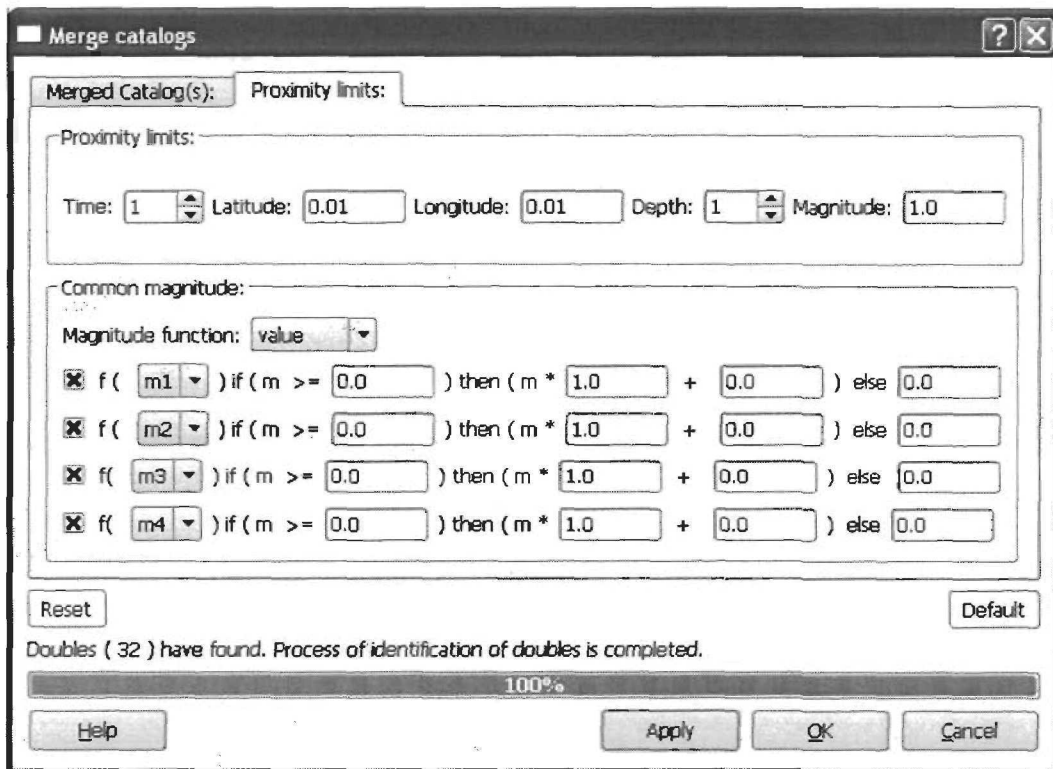 Merge catalogs ?
Merged Catalog(s): Proximity limits:
Proximity limits:
Time: 1 Latitude: 0.01 Longitude: 0.01 Depth: 1 Magnitude: 1.0
Common magnitude:
Magnitude function: value
f ( m1 ) if ( m >= 0.0 ) then ( m * 1.0 + 0.0 ) else 0.0
f ( m2 ) if ( m >= 0.0 ) then ( m * 1.0 + 0.0 ) else 0.0
f( m3 ) if ( m >= 0.0 ) then ( m * 1.0 + 0.0 ) else 0.0
f( m4 ) if ( m >= 0.0 ) then ( m * 1.0 + 0.0 ) else 0.0
Reset Default
Doubles ( 32 ) have found. Process of identification of doubles is completed.
100%
Help Apply OK Cancel